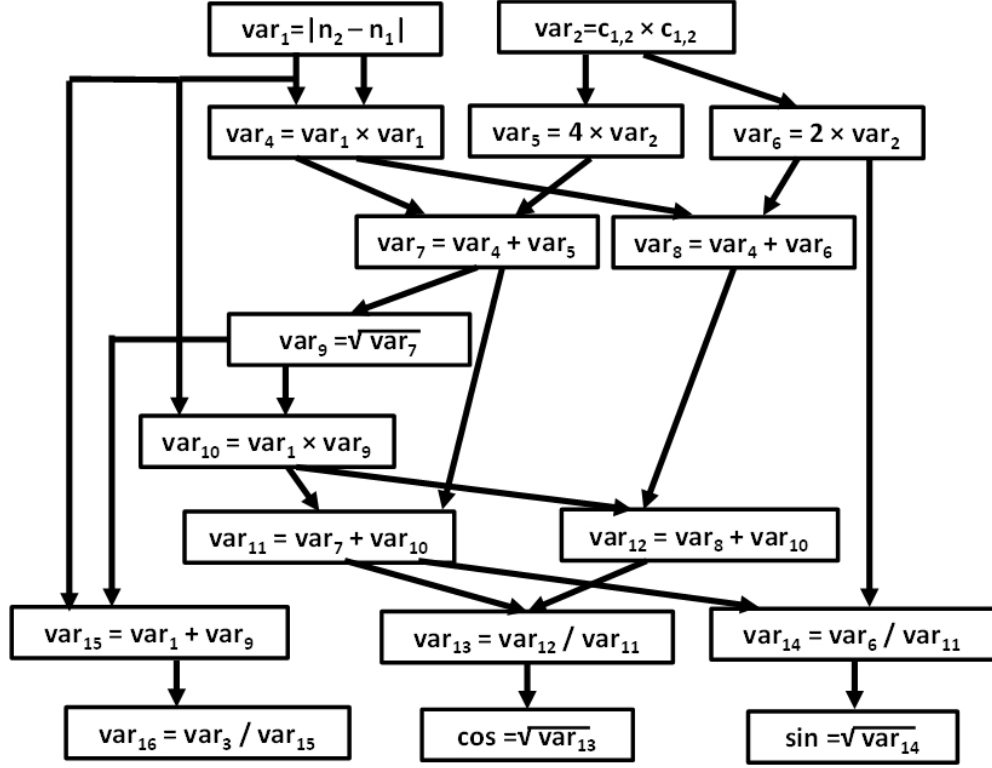 var₁=|n₂ – n₁|
var₂=c₁,₂ × c₁,₂
var₄ = var₁ × var₁
var₅ = 4 × var₂
var₆ = 2 × var₂
var₇ = var₄ + var₅
var₈ = var₄ + var₆
var₉ =√var₇
var₁₀ = var₁ × var₉
var₁₁ = var₇ + var₁₀
var₁₂ = var₈ + var₁₀
var₁₅ = var₁ + var₉
var₁₃ = var₁₂ / var₁₁
var₁₄ = var₆ / var₁₁
var₁₆ = var₃ / var₁₅
cos =√var₁₃
sin =√var₁₄